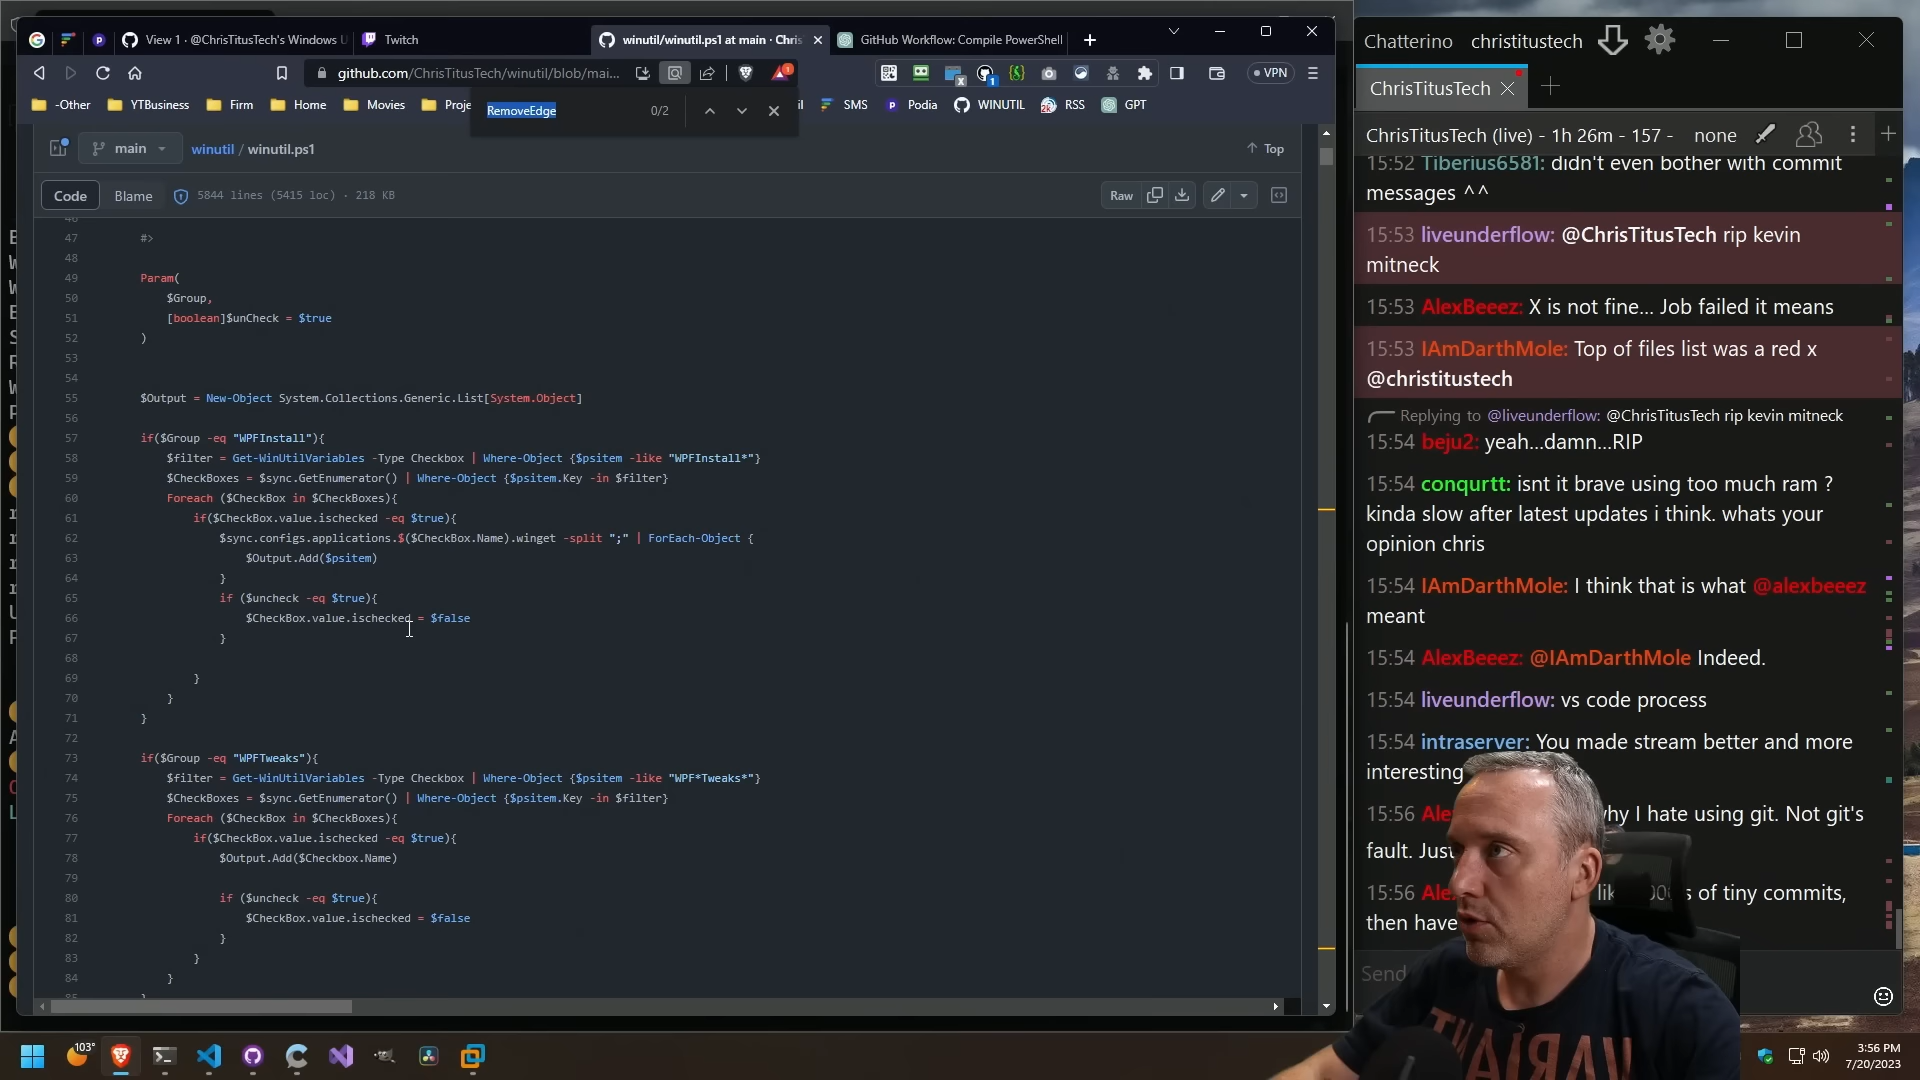 View 1 · @ChrisTitusTech's Windows U
Twitch
winutil/winutil.ps1 at main · Chris
GitHub Workflow: Compile PowerShell
github.com/ChrisTitusTech/winutil/blob/mai...
VPN
-Other
YTBusiness
Firm
Home
Movies
Proje
SMS
Podia
WINUTIL
RSS
GPT
RemoveEdge
0/2
main
winutil / winutil.ps1
Top
Code
Blame
5844 lines (5415 loc) · 218 KB
Raw
46
47 #>
48
49 Param(
50 $Group,
51 [boolean]$unCheck = $true
52 )
53
54
55 $Output = New-Object System.Collections.Generic.List[System.Object]
56
57 if($Group -eq "WPFInstall"){
58 $filter = Get-WinUtilVariables -Type Checkbox | Where-Object {$psitem -like "WPFInstall*"}
59 $CheckBoxes = $sync.GetEnumerator() | Where-Object {$psitem.Key -in $filter}
60 Foreach ($CheckBox in $CheckBoxes){
61 if($CheckBox.value.ischecked -eq $true){
62 $sync.configs.applications.$($CheckBox.Name).winget -split ";" | ForEach-Object {
63 $Output.Add($psitem)
64 }
65 if ($uncheck -eq $true){
66 $CheckBox.value.ischecked = $false
67 }
68
69 }
70 }
71 }
72
73 if($Group -eq "WPFTweaks"){
74 $filter = Get-WinUtilVariables -Type Checkbox | Where-Object {$psitem -like "WPF*Tweaks*"}
75 $CheckBoxes = $sync.GetEnumerator() | Where-Object {$psitem.Key -in $filter}
76 Foreach ($CheckBox in $CheckBoxes){
77 if($CheckBox.value.ischecked -eq $true){
78 $Output.Add($Checkbox.Name)
79
80 if ($uncheck -eq $true){
81 $CheckBox.value.ischecked = $false
82 }
83 }
84 }
Chatterino
christitustech
ChrisTitusTech
ChrisTitusTech (live) - 1h 26m - 157 -
none
15:52 Tiberius6581: didn't even bother with commit
messages ^^
15:53 liveunderflow: @ChrisTitusTech rip kevin
mitneck
15:53 AlexBeeez: X is not fine... Job failed it means
15:53 IAmDarthMole: Top of files list was a red x
@christitustech
Replying to @liveunderflow: @ChrisTitusTech rip kevin mitneck
15:54 beju2: yeah...damn...RIP
15:54 conqurtt: isnt it brave using too much ram ?
kinda slow after latest updates i think. whats your
opinion chris
15:54 IAmDarthMole: I think that is what @alexbeeez
meant
15:54 AlexBeeez: @IAmDarthMole Indeed.
15:54 liveunderflow: vs code process
15:54 intraserver: You made stream better and more
interesting
15:56 Ale why I hate using git. Not git's
fault. Just
15:56 Ale s of tiny commits,
then have
Send
103°
3:56 PM
7/20/2023